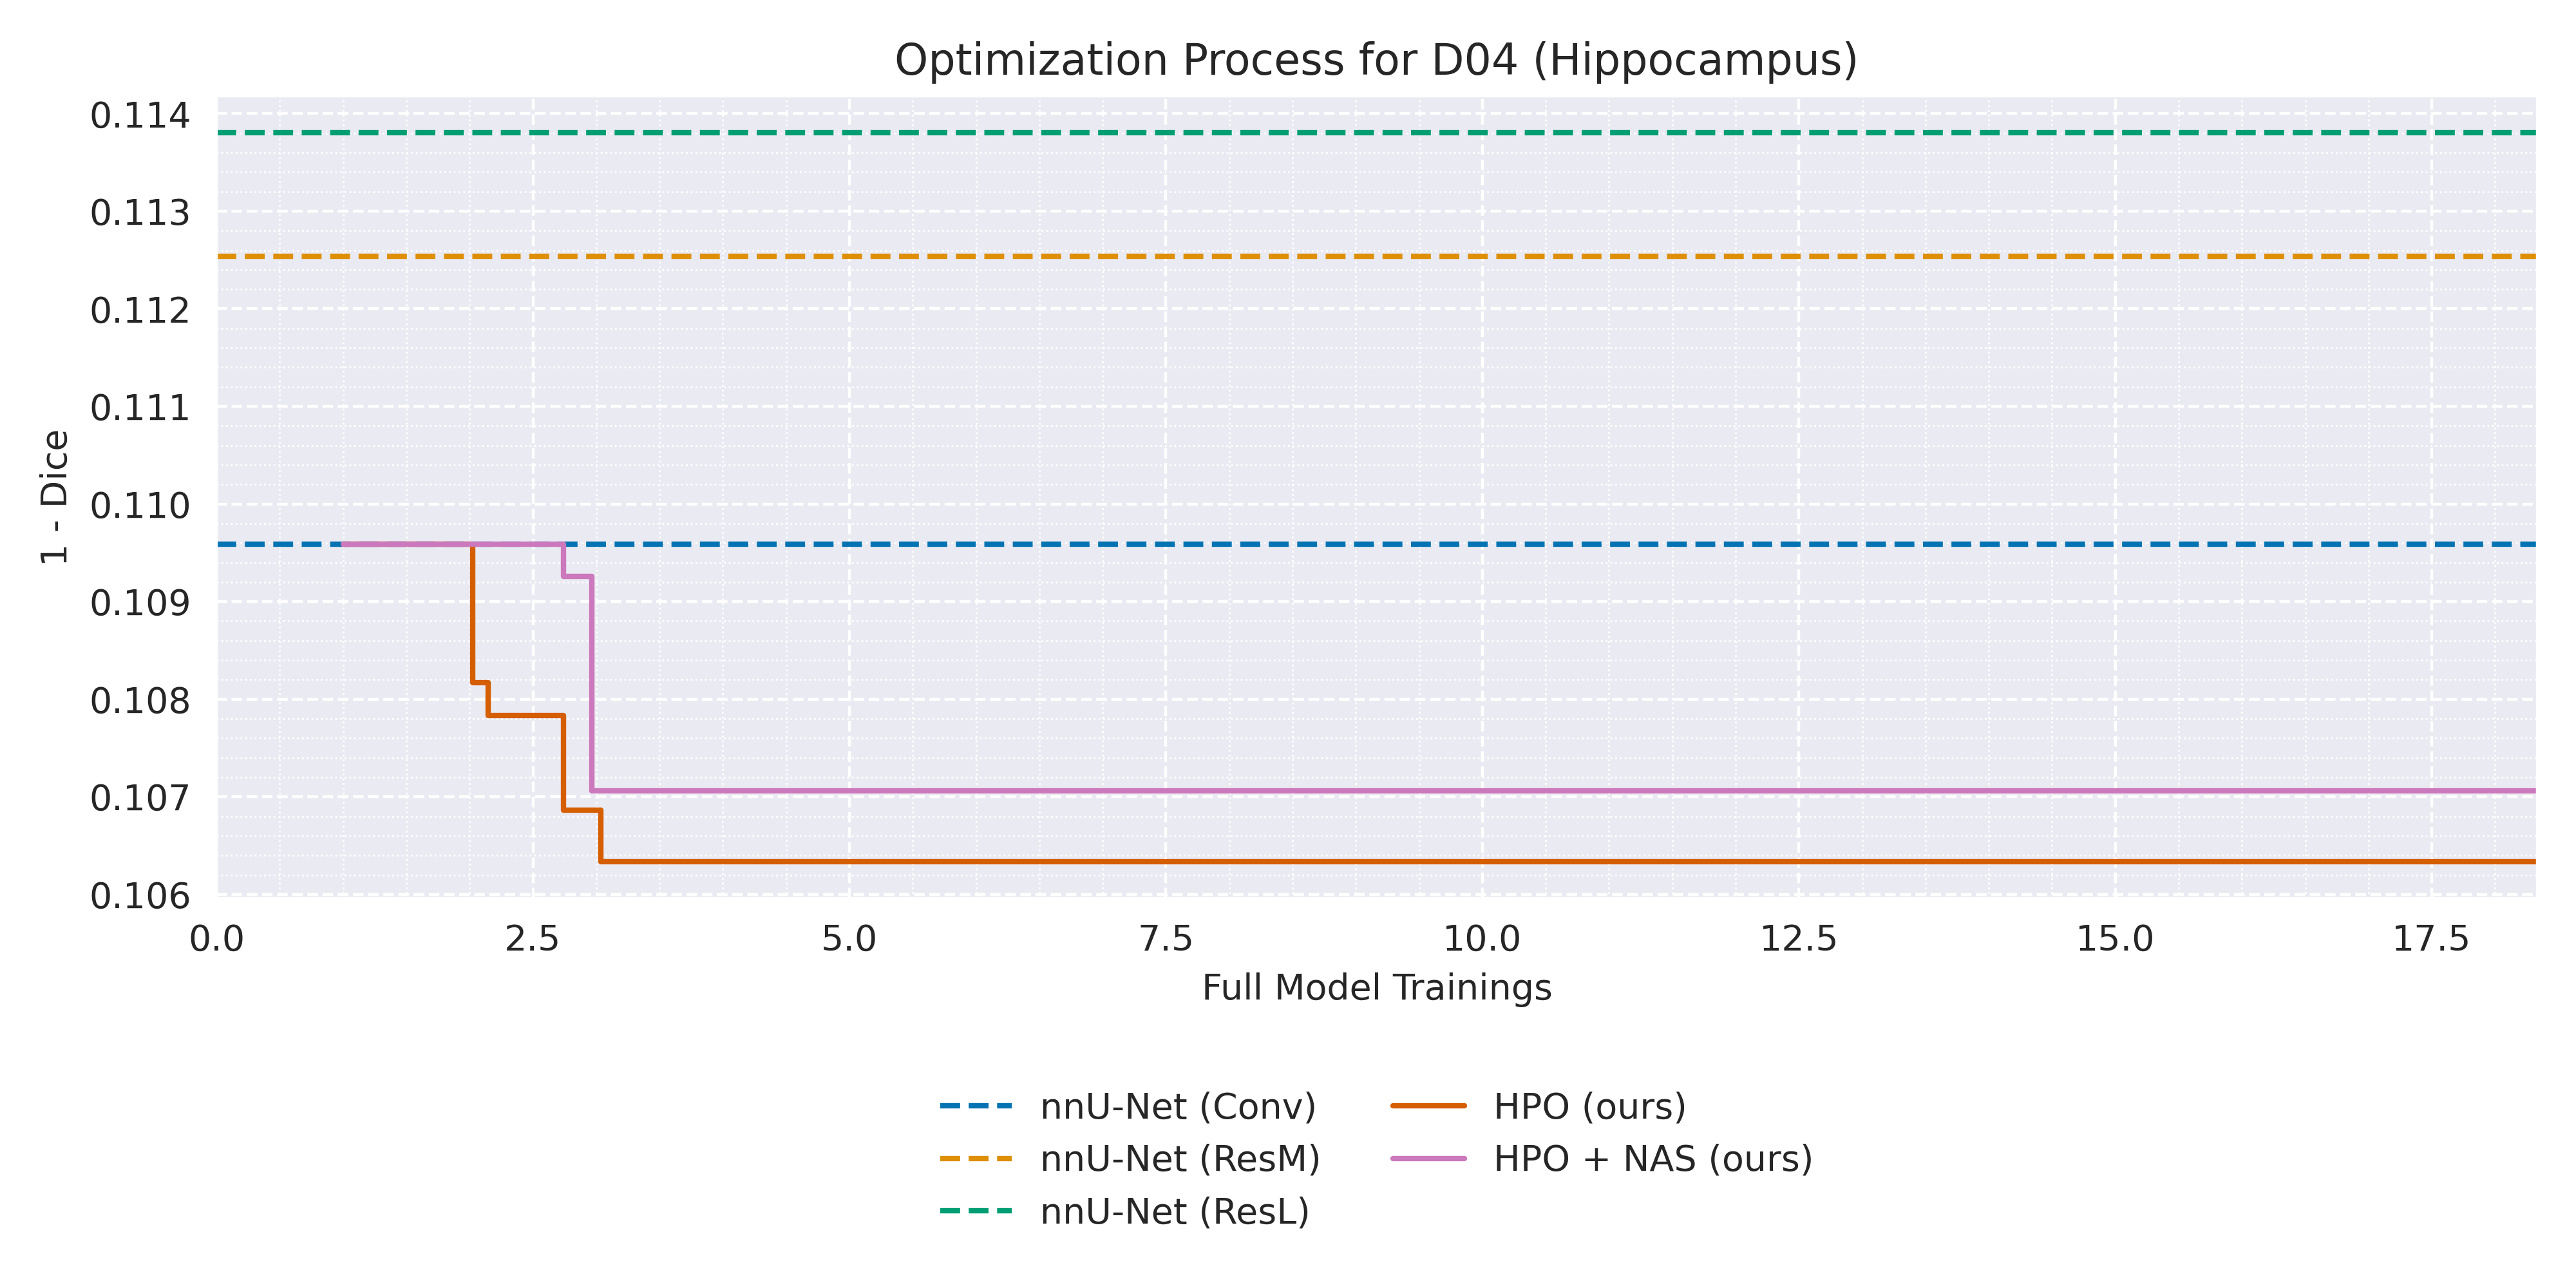 Optimization Process for D04 (Hippocampus)
0.114
0.113
0.112
0.111
0.110
0.109
0.108
0.107
0.106
1 - Dice
0.0 2.5 5.0 7.5 10.0 12.5 15.0 17.5
Full Model Trainings
nnU-Net (Conv)
nnU-Net (ResM)
nnU-Net (ResL)
HPO (ours)
HPO + NAS (ours)